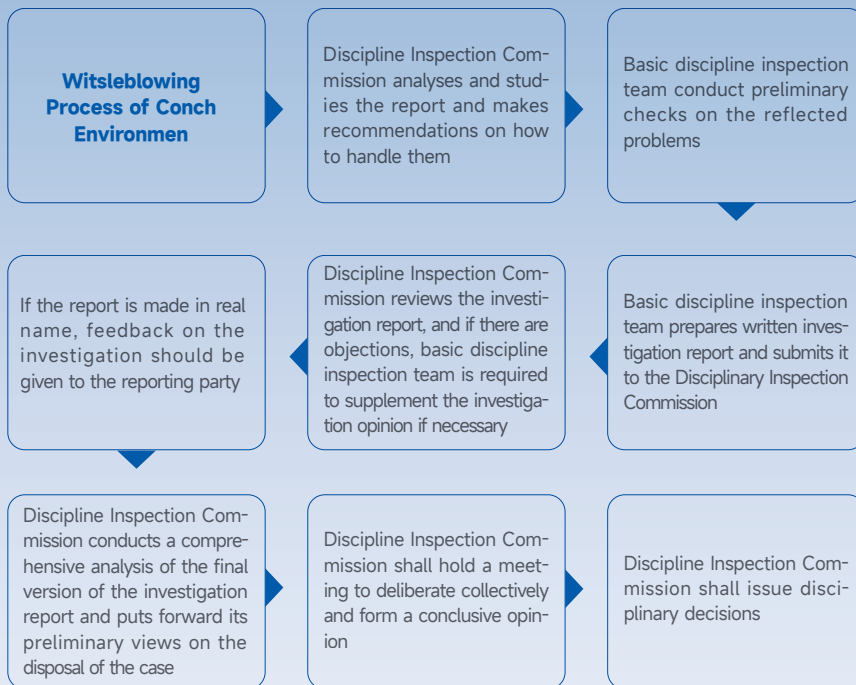 Witsleblowing
Process of Conch
Environmen
Discipline Inspection Com-
mission analyses and stud-
ies the report and makes
recommendations on how
to handle them
Basic discipline inspection
team conduct preliminary
checks on the reflected
problems
Basic discipline inspection
team prepares written inves-
tigation report and submits it
to the Disciplinary Inspection
Commission
Discipline Inspection Com-
mission reviews the investi-
gation report, and if there are
objections, basic discipline
inspection team is required
to supplement the investiga-
tion opinion if necessary
If the report is made in real
name, feedback on the
investigation should be
given to the reporting party
Discipline Inspection Com-
mission conducts a compre-
hensive analysis of the final
version of the investigation
report and puts forward its
preliminary views on the
disposal of the case
Discipline Inspection Com-
mission shall hold a meet-
ing to deliberate collectively
and form a conclusive opin-
ion
Discipline Inspection Com-
mission shall issue disci-
plinary decisions